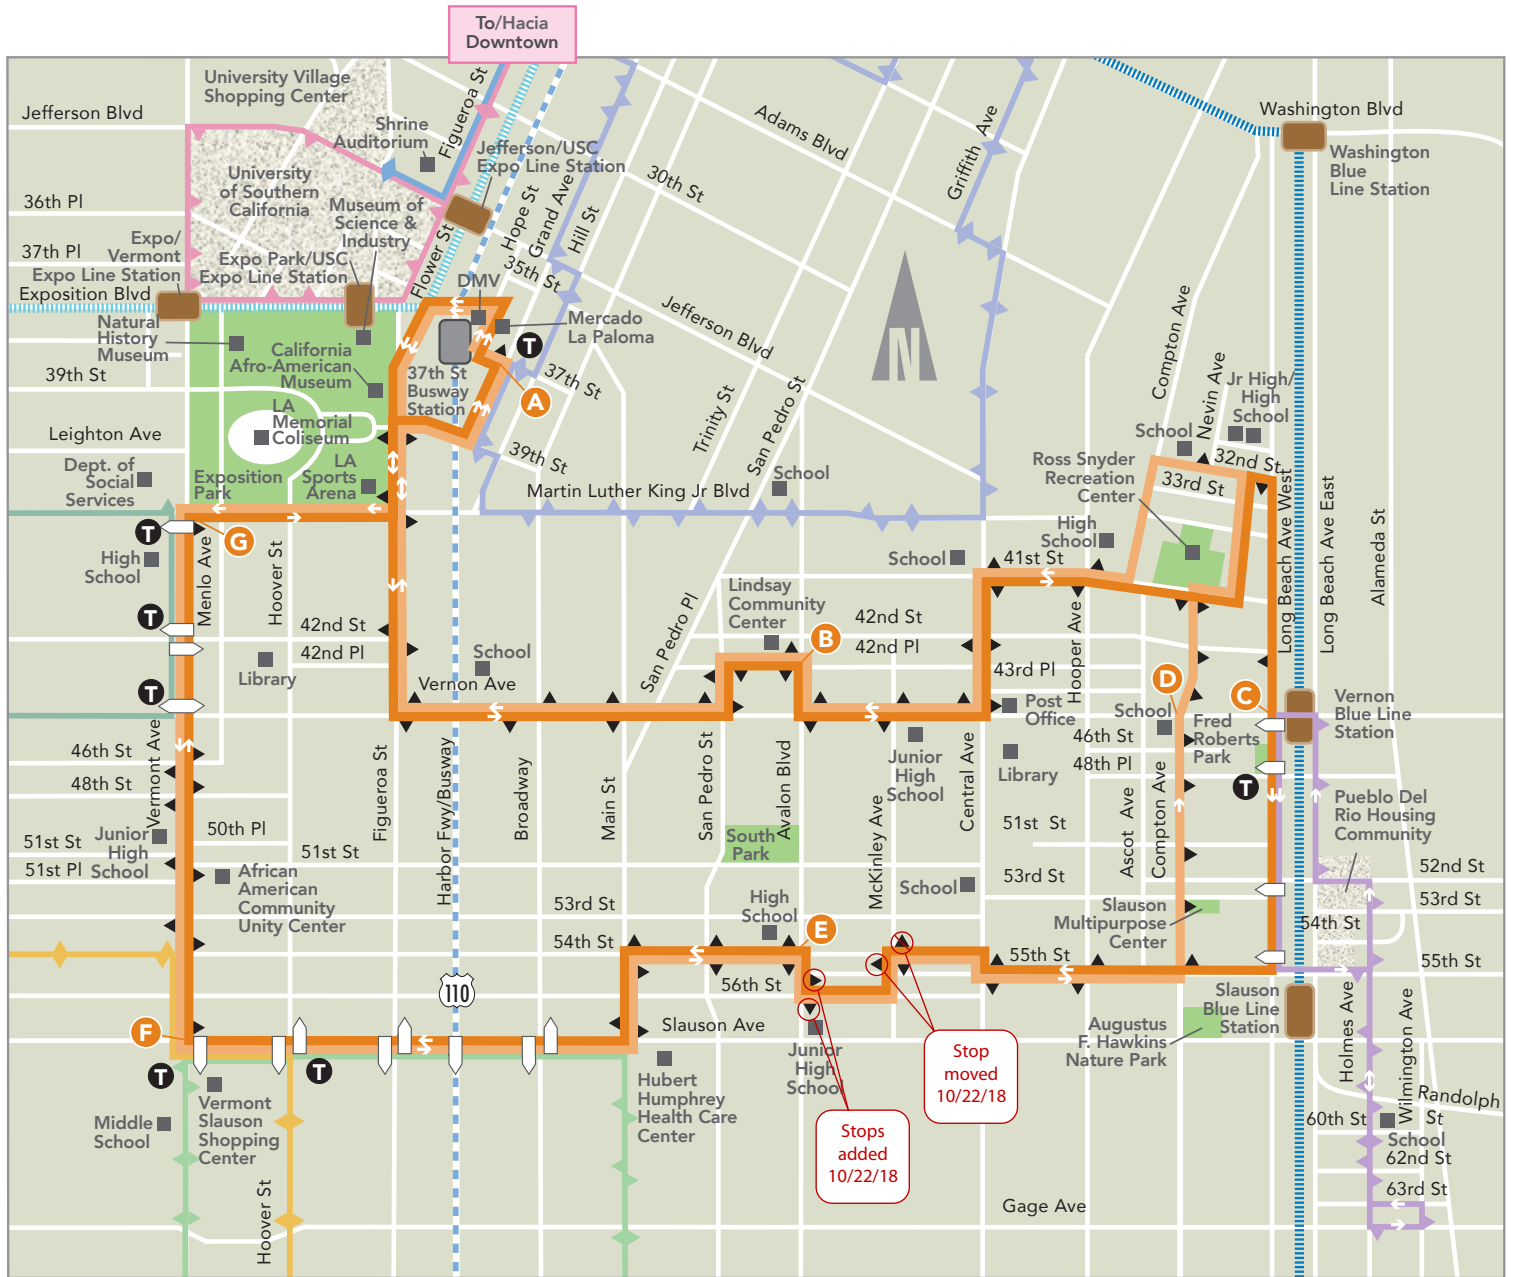 To/Hacia
Downtown
University Village
Shopping Center
Jefferson Blvd
Shrine
Auditorium
Figueroa St
Jefferson/USC
Expo Line Station
Adams Blvd
Griffith Ave
Washington Blvd
Washington
Blue
Line Station
University
of Southern
California
36th Pl
Museum of
Science &
Industry
30th St
Hope St
Grand Ave
Hill St
Flower St
35th St
37th Pl
Expo/
Vermont
Expo Line Station
Expo Park/USC
Expo Line Station
Exposition Blvd
DMV
Mercado
La Paloma
Jefferson Blvd
N
Natural
History
Museum
California
Afro-American
Museum
T
39th St
37th St
Busway
Station
37th St
A
Compton Ave
Nevin Ave
Jr High/
High
School
LA
Memorial
Coliseum
Leighton Ave
Trinity St
San Pedro St
School
32nd St
33rd St
Dept. of
Social
Services
Exposition
Park
LA
Sports
Arena
39th St
School
Martin Luther King Jr Blvd
Ross Snyder
Recreation
Center
Long Beach Ave West
Long Beach Ave East
Alameda St
T
G
High
School
Menlo Ave
Hoover St
High
School
School
41st St
T
Lindsay
Community
Center
42nd St
42nd Pl
42nd St
42nd Pl
B
San Pedro Pl
School
Library
Vernon Ave
43rd Pl
Hooper Ave
Post
Office
T
D
C
School
Fred
Roberts
Park
Vernon
Blue Line
Station
46th St
48th St
Vermont Ave
Figueroa St
Harbor Fwy/Busway
Broadway
Main St
San Pedro St
Avalon Blvd
Junior
High
School
McKinley Ave
Central Ave
Library
46th St
48th Pl
T
Pueblo Del
Rio Housing
Community
Junior
High
School
51st St
51st Pl
50th Pl
51st St
South
Park
51st St
Ascot Ave
Compton Ave
African
American
Community
Unity Center
53rd St
School
53rd St
52nd St
53rd St
54th St
High
School
E
Slauson
Multipurpose
Center
54th St
55th St
55th St
110
56th St
Slauson
Blue Line
Station
F
Slauson Ave
Junior
High
School
Stop
moved
10/22/18
Augustus
F. Hawkins
Nature Park
Holmes Ave
Wilmington Ave
Randolph
St
T
T
Vermont
Slauson
Shopping
Center
Middle
School
Hubert
Humphrey
Health Care
Center
Stops
added
10/22/18
60th St
School
62nd St
63rd St
Hoover St
Gage Ave